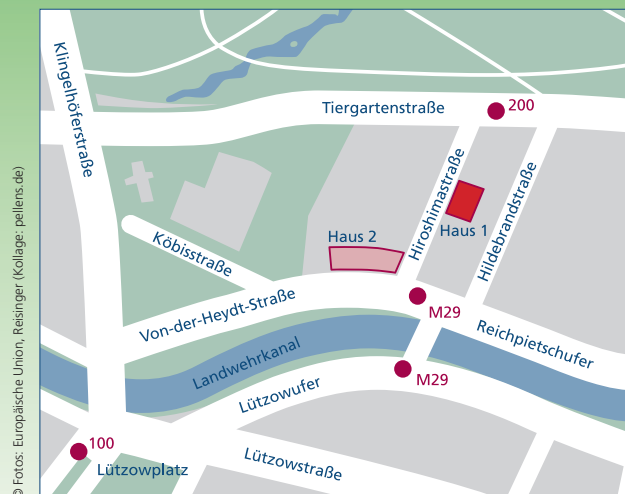 Klingelhöferstraße
Tiergartenstraße
200
Hiroshimastraße
Hildebrandstraße
Haus 1
Haus 2
Köbisstraße
Von-der-Heydt-Straße
M29
Reichpietschufer
Landwehrkanal
M29
Lützowufer
100
Lützowplatz
Lützowstraße
© Fotos: Europäische Union, Reisinger (Kollage: pellens.de)